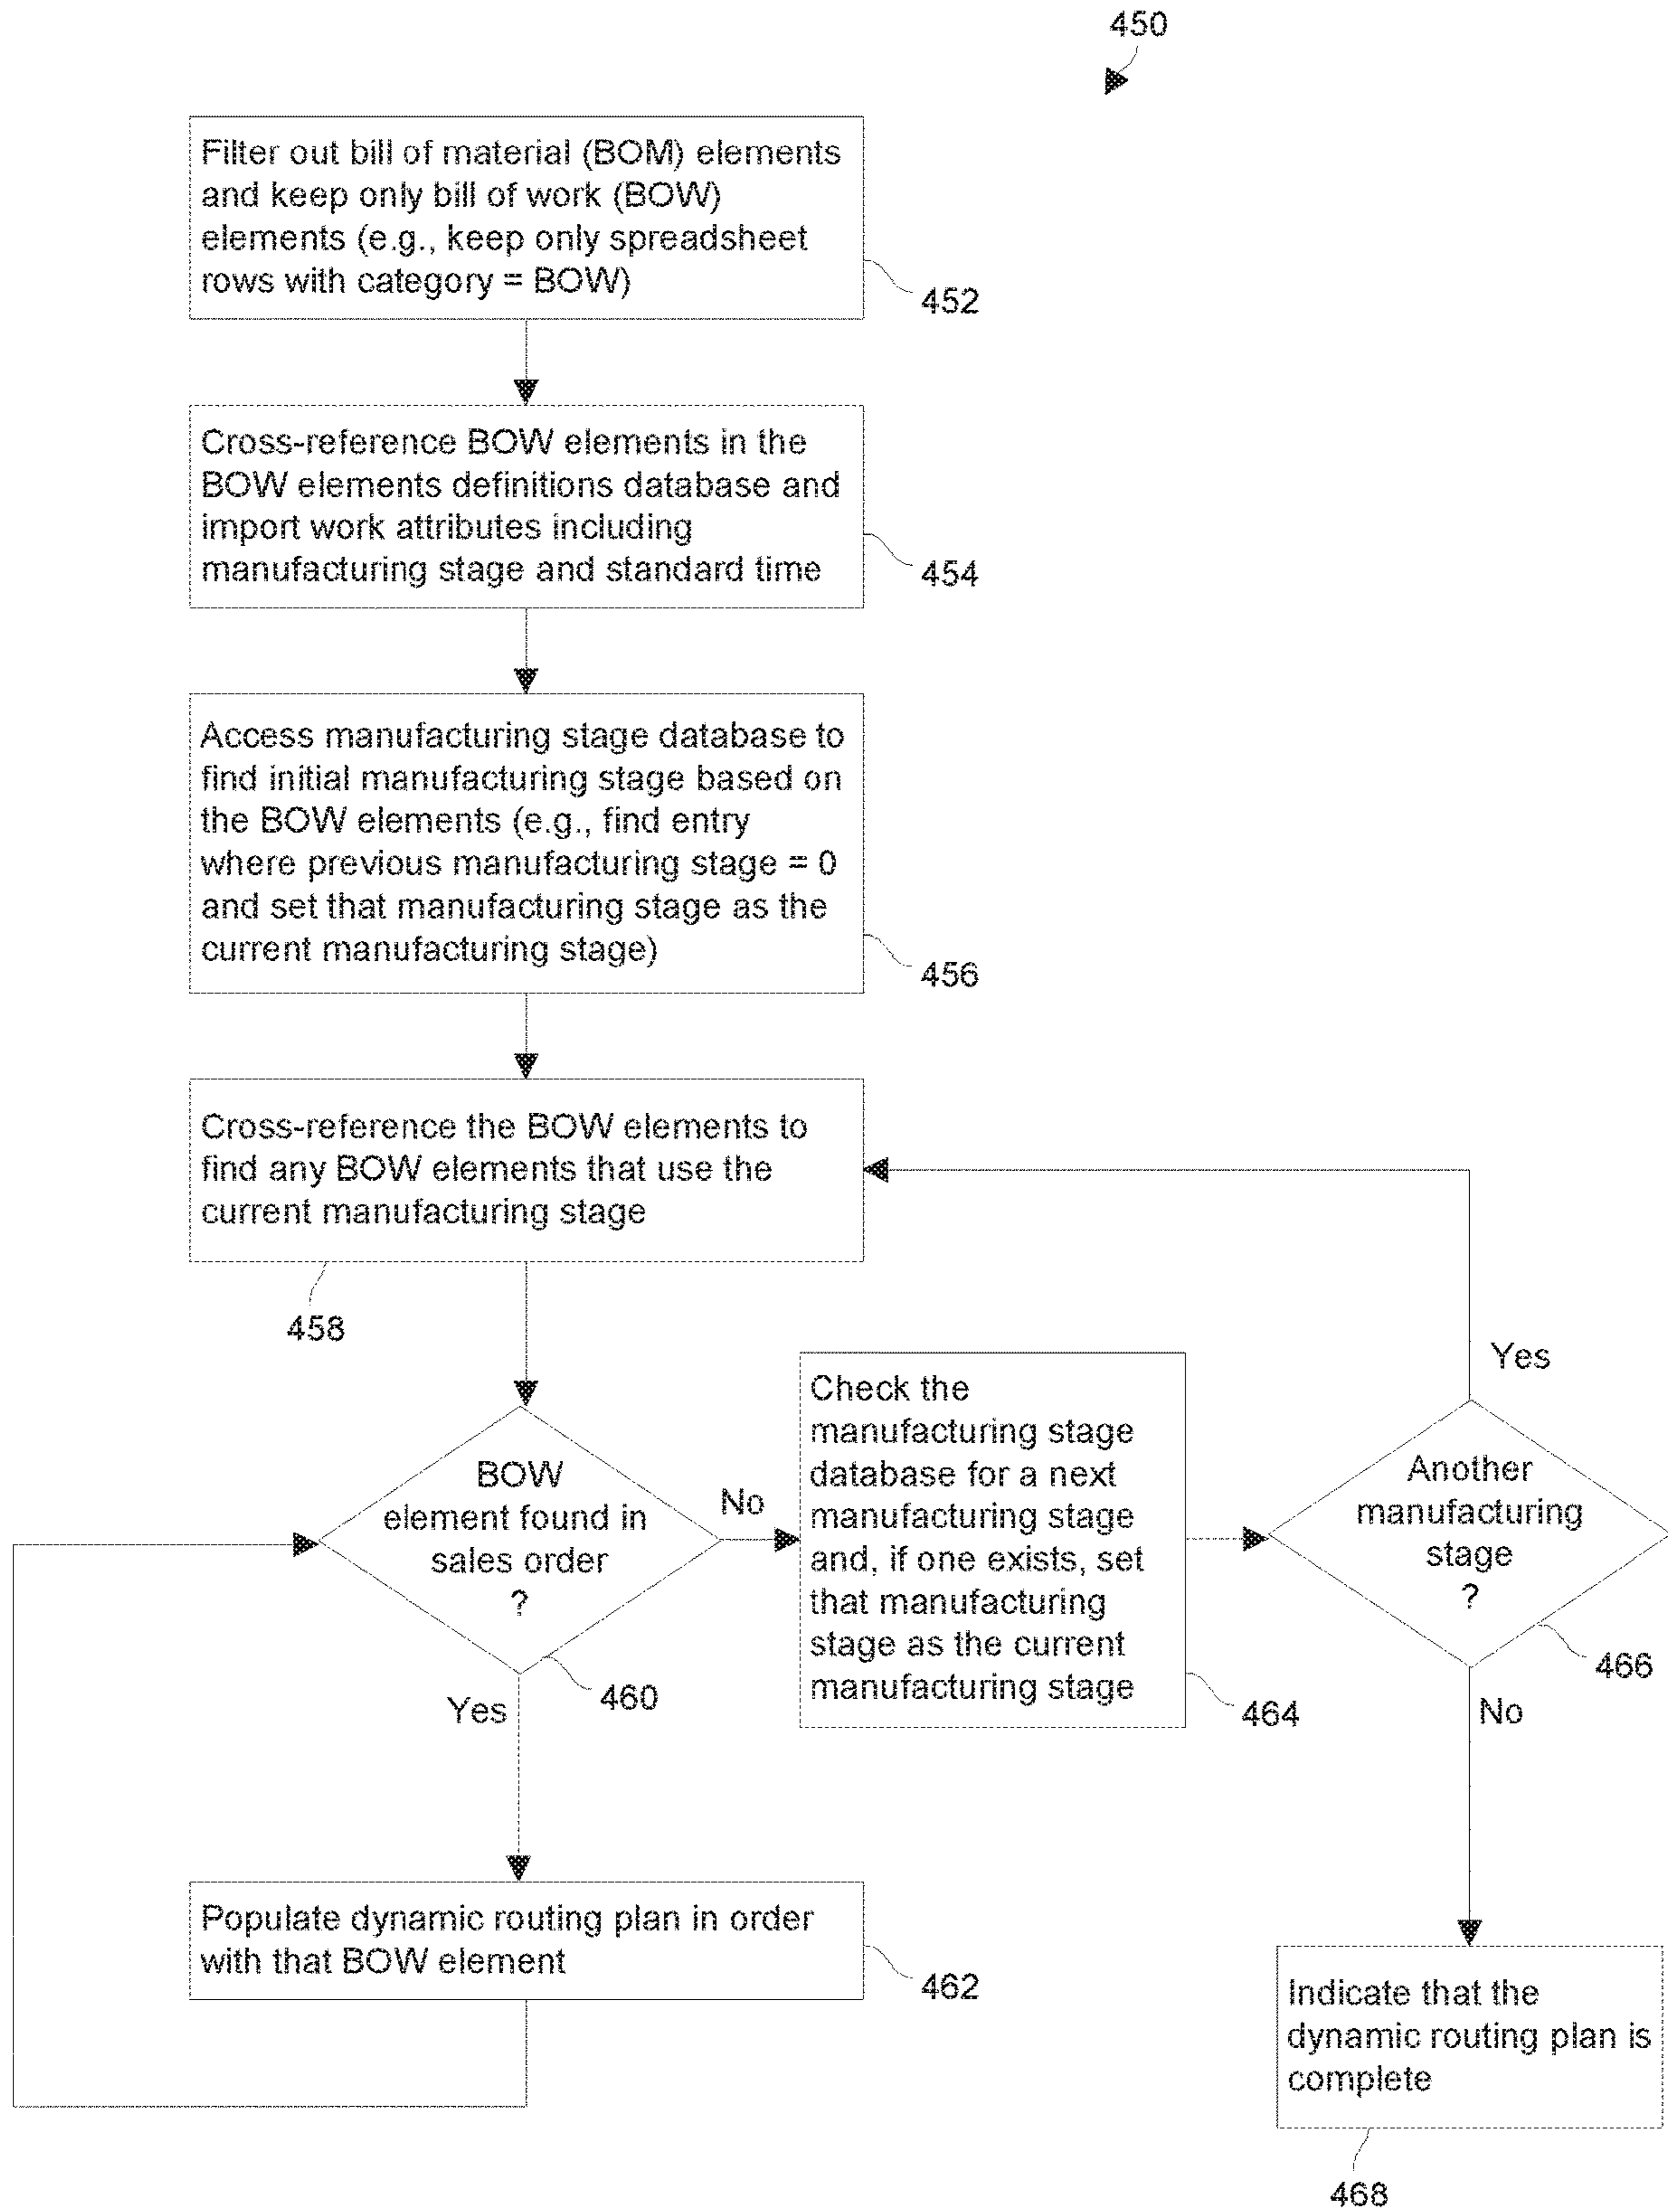 450
Filter out bill of material (BOM) elements
and keep only bill of work (BOW)
elements (e.g., keep only spreadsheet
rows with category = BOW)
452
Cross-reference BOW elements in the
BOW elements definitions database and
import work attributes including
manufacturing stage and standard time
454
Access manufacturing stage database to
find initial manufacturing stage based on
the BOW elements (e.g., find entry
where previous manufacturing stage = 0
and set that manufacturing stage as the
current manufacturing stage)
456
Cross-reference the BOW elements to
find any BOW elements that use the
current manufacturing stage
458
BOW
element found in
sales order
?
460
No
Yes
Check the
manufacturing stage
database for a next
manufacturing stage
and, if one exists, set
that manufacturing
stage as the current
manufacturing stage
464
Yes
Another
manufacturing
stage
?
466
No
Populate dynamic routing plan in order
with that BOW element
462
Indicate that the
dynamic routing plan is
complete
468